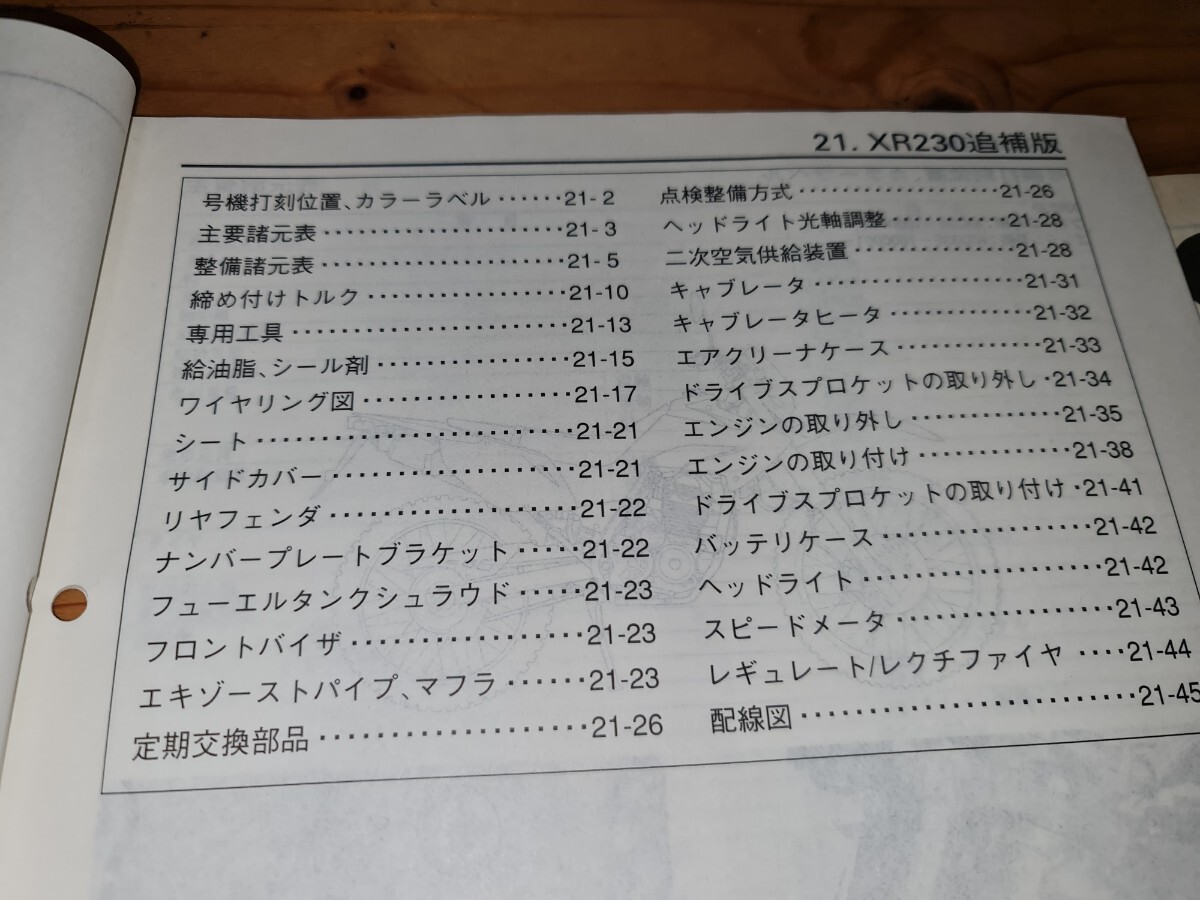 21. XR230追補版
号機打刻位置、カラーラベル ・・・・・・21- 2
主要諸元表 ・・・・・・・・・・・・・・・・・・・・・・21- 3
整備諸元表 ・・・・・・・・・・・・・・・・・・・・・・21- 5
締め付けトルク ・・・・・・・・・・・・・・・・・・21-10
専用工具 ・・・・・・・・・・・・・・・・・・・・・・・・21-13
給油脂、シール剤 ・・・・・・・・・・・・・・・・21-15
ワイヤリング図 ・・・・・・・・・・・・・・・・・・21-17
シート ・・・・・・・・・・・・・・・・・・・・・・・・・・21-21
サイドカバー ・・・・・・・・・・・・・・・・・・・・21-21
リヤフェンダ ・・・・・・・・・・・・・・・・・・・・21-22
ナンバープレートブラケット ・・・・・21-22
フューエルタンクシュラウド ・・・・・21-23
フロントバイザ ・・・・・・・・・・・・・・・・・・21-23
エキゾーストパイプ、マフラ ・・・・・・21-23
定期交換部品 ・・・・・・・・・・・・・・・・・・・・21-26
点検整備方式 ・・・・・・・・・・・・・・・・・・・・21-26
ヘッドライト光軸調整 ・・・・・・・・・・・・21-28
二次空気供給装置 ・・・・・・・・・・・・・・・・21-28
キャブレータ ・・・・・・・・・・・・・・・・・・・・21-31
キャブレータヒータ ・・・・・・・・・・・・・・21-32
エアクリーナケース ・・・・・・・・・・・・・・21-33
ドライブスプロケットの取り外し ・21-34
エンジンの取り外し ・・・・・・・・・・・・・・21-35
エンジンの取り付け ・・・・・・・・・・・・・・21-38
ドライブスプロケットの取り付け ・21-41
バッテリケース ・・・・・・・・・・・・・・・・・・21-42
ヘッドライト ・・・・・・・・・・・・・・・・・・・・21-42
スピードメータ ・・・・・・・・・・・・・・・・・・21-43
レギュレート/レクチファイヤ ・・・・21-44
配線図 ・・・・・・・・・・・・・・・・・・・・・・・・・・21-45